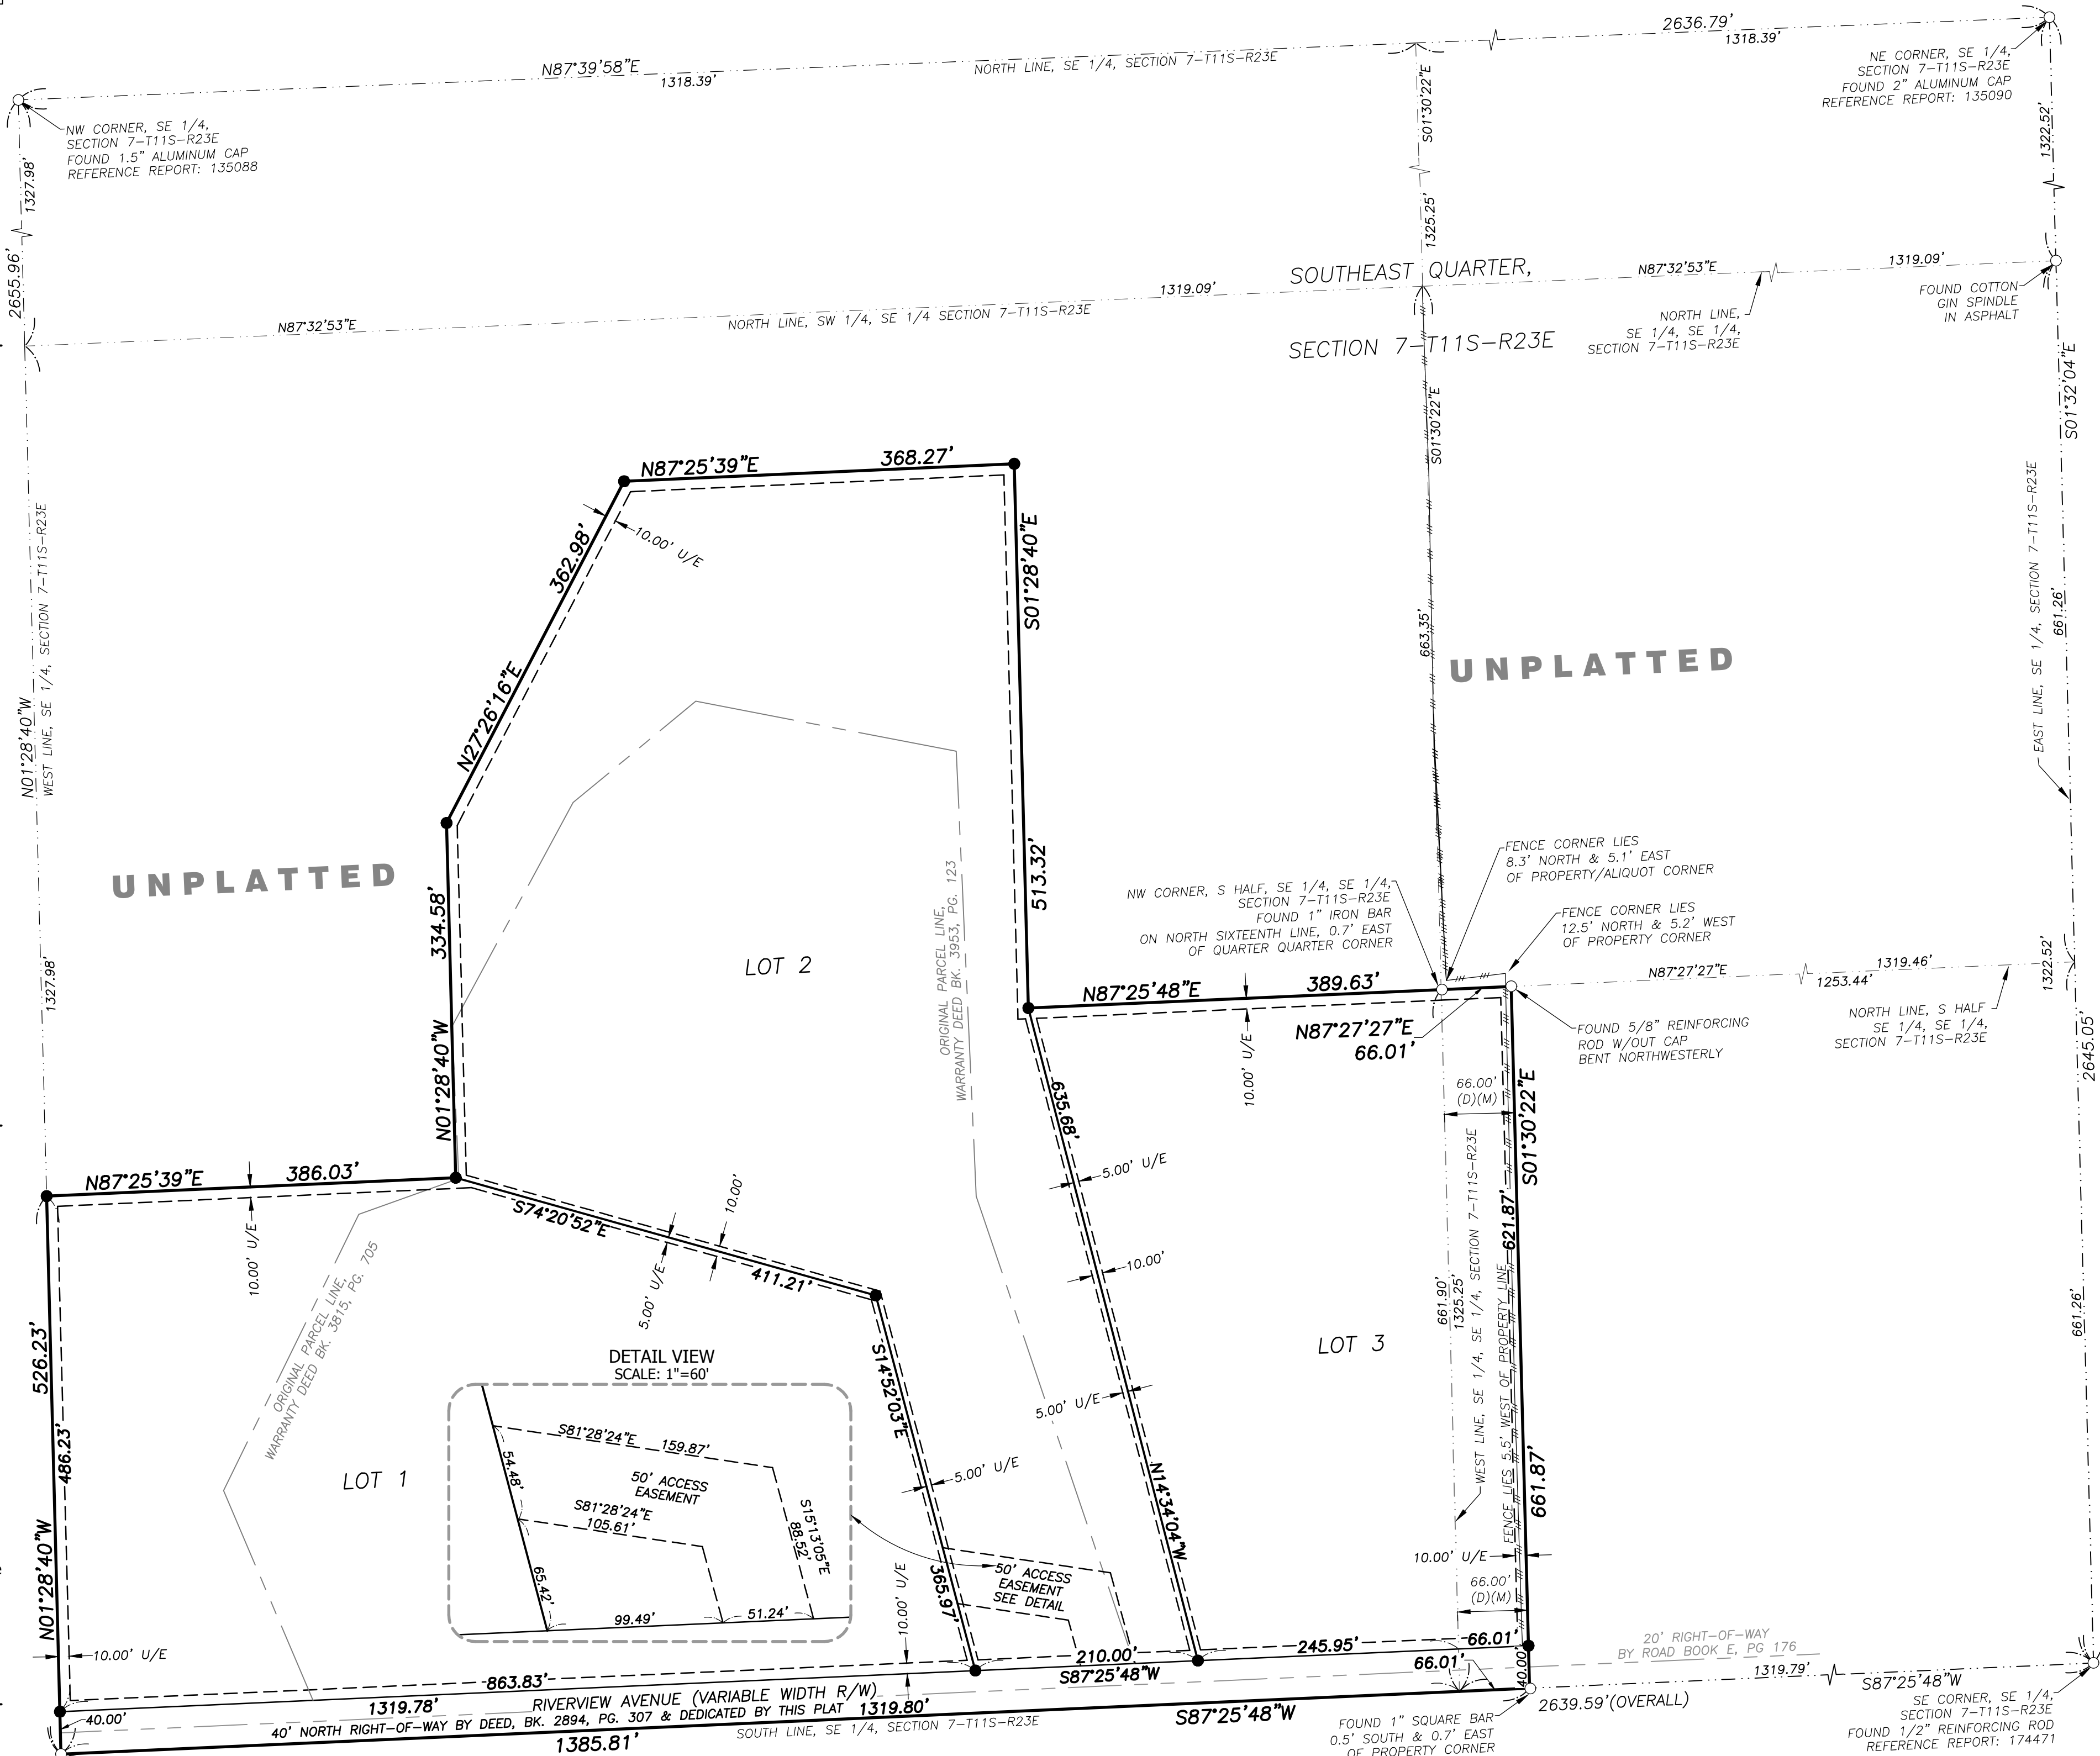 2636.79'
1318.39'
N87°39'58"E
1318.39'
NORTH LINE, SE 1/4, SECTION 7-T11S-R23E
NE CORNER, SE 1/4,
SECTION 7-T11S-R23E
FOUND 2" ALUMINUM CAP
REFERENCE REPORT: 135090
NW CORNER, SE 1/4,
SECTION 7-T11S-R23E
FOUND 1.5" ALUMINUM CAP
REFERENCE REPORT: 135088
1327.98'
2655.96'
S01°30'22"E
1325.25'
1322.52'
SOUTHEAST QUARTER,
N87°32'53"E
1319.09'
1319.09'
NORTH LINE, SW 1/4, SE 1/4 SECTION 7-T11S-R23E
N87°32'53"E
SECTION 7-T11S-R23E
NORTH LINE,
SE 1/4, SE 1/4,
SECTION 7-T11S-R23E
FOUND COTTON
GIN SPINDLE
IN ASPHALT
S01°32'04"E
S01°30'22"E
EAST LINE, SE 1/4, SECTION 7-T11S-R23E
661.26'
663.35'
N87°25'39"E
368.27'
362.98'
10.00' U/E
S01°28'40"E
N27°26'16"E
WEST LINE, SE 1/4, SECTION 7-T11S-R23E
N01°28'40"W
UNPLATTED
UNPLATTED
334.58'
513.32'
1327.98'
N01°28'40"W
LOT 2
ORIGINAL PARCEL LINE,
WARRANTY DEED BK. 3953, PG. 123
FENCE CORNER LIES
8.3' NORTH & 5.1' EAST
OF PROPERTY/ALIQUOT CORNER
NW CORNER, S HALF, SE 1/4, SE 1/4,
SECTION 7-T11S-R23E
FOUND 1" IRON BAR
ON NORTH SIXTEENTH LINE, 0.7' EAST
OF QUARTER QUARTER CORNER
FENCE CORNER LIES
12.5' NORTH & 5.2' WEST
OF PROPERTY CORNER
N87°27'27"E
1319.46'
1253.44'
1322.52'
N87°25'48"E
389.63'
N87°27'27"E
66.01'
10.00' U/E
FOUND 5/8" REINFORCING
ROD W/OUT CAP
BENT NORTHWESTERLY
NORTH LINE, S HALF
SE 1/4, SE 1/4,
SECTION 7-T11S-R23E
2645.05'
66.00'
(D)(M)
S01°30'22"E
635.68'
5.00' U/E
10.00'
N87°25'39"E
386.03'
10.00' U/E
S74°20'52"E
411.21'
10.00'
5.00' U/E
621.87'
WEST LINE, SE 1/4, SE 1/4, SECTION 7-T11S-R23E
FENCE LIES 5.5' WEST OF PROPERTY LINE
661.90'
1325.25'
661.26'
LOT 3
ORIGINAL PARCEL LINE,
WARRANTY DEED BK. 3815, PG. 705
526.23'
486.23'
N01°28'40"W
LOT 1
DETAIL VIEW
SCALE: 1"=60'
S81°28'24"E
159.87'
54.48'
50' ACCESS
EASEMENT
S81°28'24"E
105.61'
S15°13'05"E
88.52'
65.42'
99.49'
51.24'
S14°52'03"E
5.00' U/E
365.97'
5.00' U/E
N14°34'04"W
661.87'
10.00' U/E
10.00' U/E
50' ACCESS
EASEMENT
SEE DETAIL
66.00'
(D)(M)
10.00' U/E
863.83'
210.00'
S87°25'48"W
245.95'
66.01'
66.01'
40.00'
20' RIGHT-OF-WAY
BY ROAD BOOK E, PG 176
1319.79'
S87°25'48"W
40.00'
1319.78'
RIVERVIEW AVENUE (VARIABLE WIDTH R/W)
1319.80'
40' NORTH RIGHT-OF-WAY BY DEED, BK. 2894, PG. 307 & DEDICATED BY THIS PLAT
1385.81'
SOUTH LINE, SE 1/4, SECTION 7-T11S-R23E
S87°25'48"W
2639.59'(OVERALL)
FOUND 1" SQUARE BAR
0.5' SOUTH & 0.7' EAST
OF PROPERTY CORNER
SE CORNER, SE 1/4,
SECTION 7-T11S-R23E
FOUND 1/2" REINFORCING ROD
REFERENCE REPORT: 174471